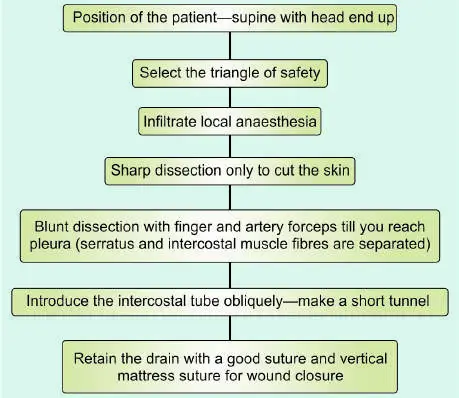 Position of the patient—supine with head end up
Select the triangle of safety
Infiltrate local anaesthesia
Sharp dissection only to cut the skin
Blunt dissection with finger and artery forceps till you reach
pleura (serratus and intercostal muscle fibres are separated)
Introduce the intercostal tube obliquely—make a short tunnel
Retain the drain with a good suture and vertical
mattress suture for wound closure